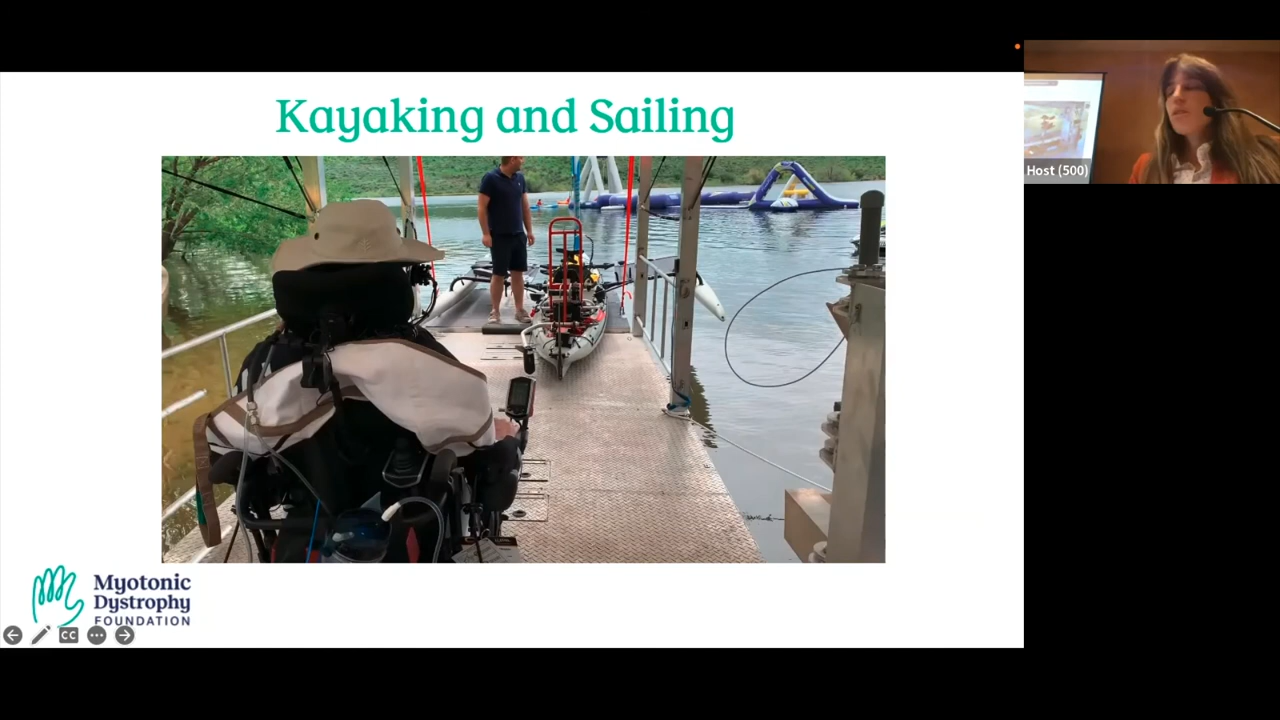 Kayaking and Sailing
Host (500)
Myotonic
Dystrophy
FOUNDATION
CC